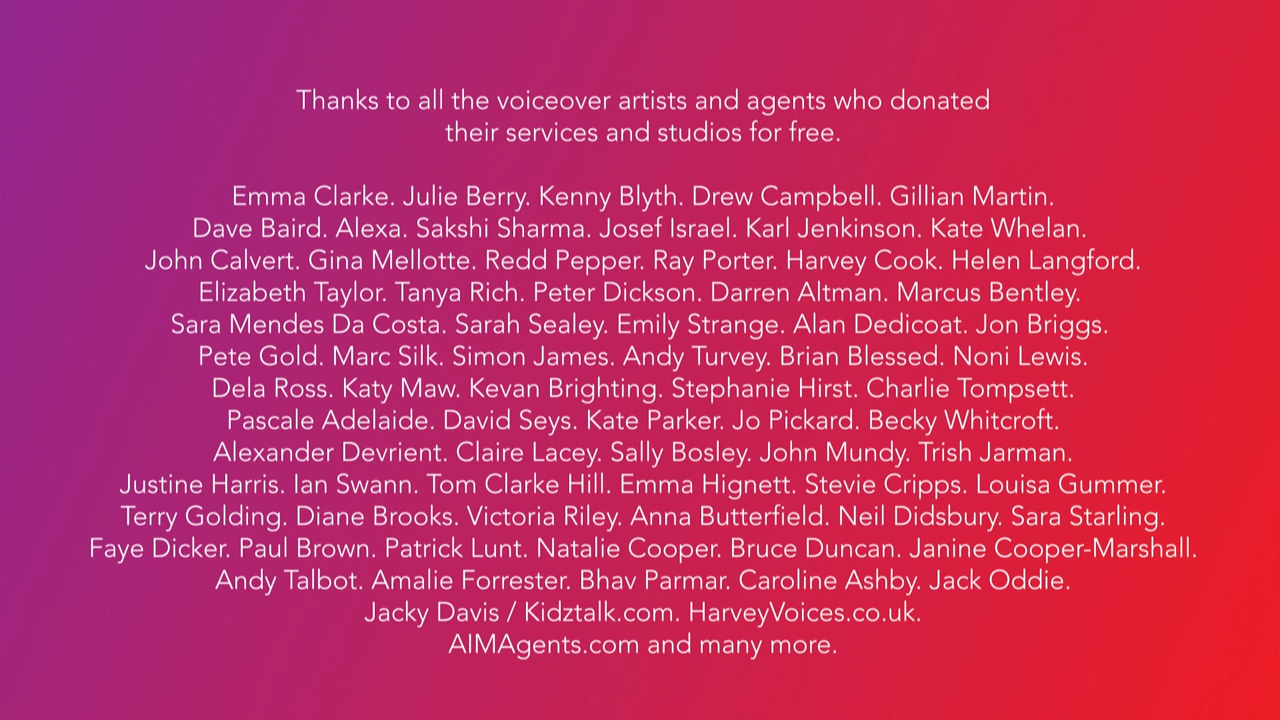 Thanks to all the voiceover artists and agents who donated
their services and studios for free.
Emma Clarke. Julie Berry. Kenny Blyth. Drew Campbell. Gillian Martin.
Dave Baird. Alexa. Sakshi Sharma. Josef Israel. Karl Jenkinson. Kate Whelan.
John Calvert. Gina Mellotte. Redd Pepper. Ray Porter. Harvey Cook. Helen Langford.
Elizabeth Taylor. Tanya Rich. Peter Dickson. Darren Altman. Marcus Bentley.
Sara Mendes Da Costa. Sarah Sealey. Emily Strange. Alan Dedicoat. Jon Briggs.
Pete Gold. Marc Silk. Simon James. Andy Turvey. Brian Blessed. Noni Lewis.
Dela Ross. Katy Maw. Kevan Brighting. Stephanie Hirst. Charlie Tompsett.
Pascale Adelaide. David Seys. Kate Parker. Jo Pickard. Becky Whitcroft.
Alexander Devrient. Claire Lacey. Sally Bosley. John Mundy. Trish Jarman.
Justine Harris. Ian Swann. Tom Clarke Hill. Emma Hignett. Stevie Cripps. Louisa Gummer.
Terry Golding. Diane Brooks. Victoria Riley. Anna Butterfield. Neil Didsbury. Sara Starling.
Faye Dicker. Paul Brown. Patrick Lunt. Natalie Cooper. Bruce Duncan. Janine Cooper-Marshall.
Andy Talbot. Amalie Forrester. Bhav Parmar. Caroline Ashby. Jack Oddie.
Jacky Davis / Kidztalk.com. HarveyVoices.co.uk.
AIMAgents.com and many more.